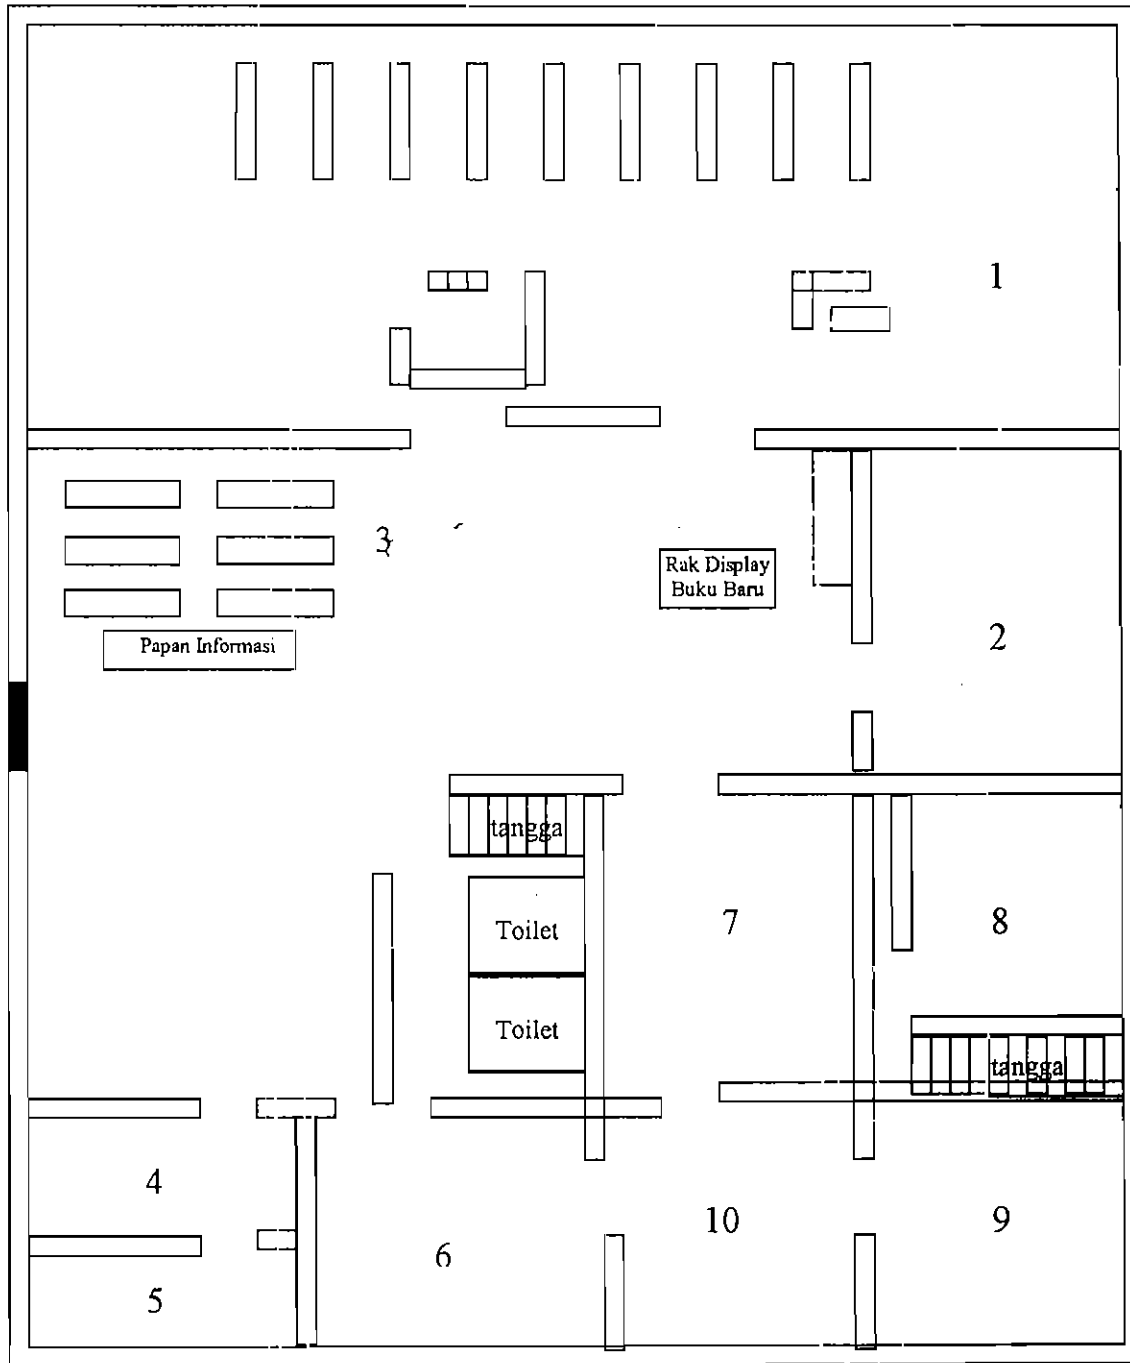 1
3
Rak Display
Buku Baru
2
Papan Informasi
tangga
Toilet
7
8
Toilet
tangga
4
10
9
6
5